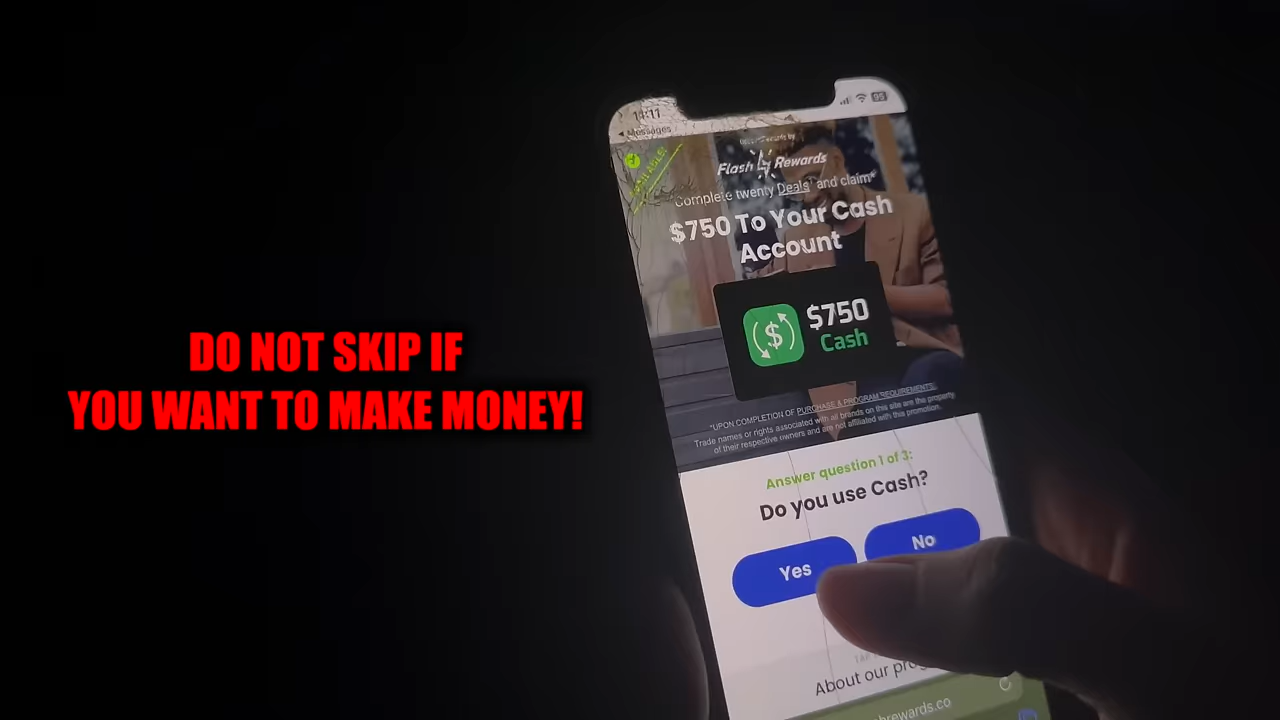 DO NOT SKIP IF
YOU WANT TO MAKE MONEY!
Messages
AVAILABLE!
Flash Rewards
Complete twenty Deals and claim*
$750 To Your Cash
Account
$750
Cash
*UPON COMPLETION OF PURCHASE & PROGRAM REQUIREMENTS.
Trade names or rights associated with all brands on this site are the property
of their respective owners and are not affiliated with this promotion.
Answer question 1 of 3:
Do you use Cash?
Yes
No
About our